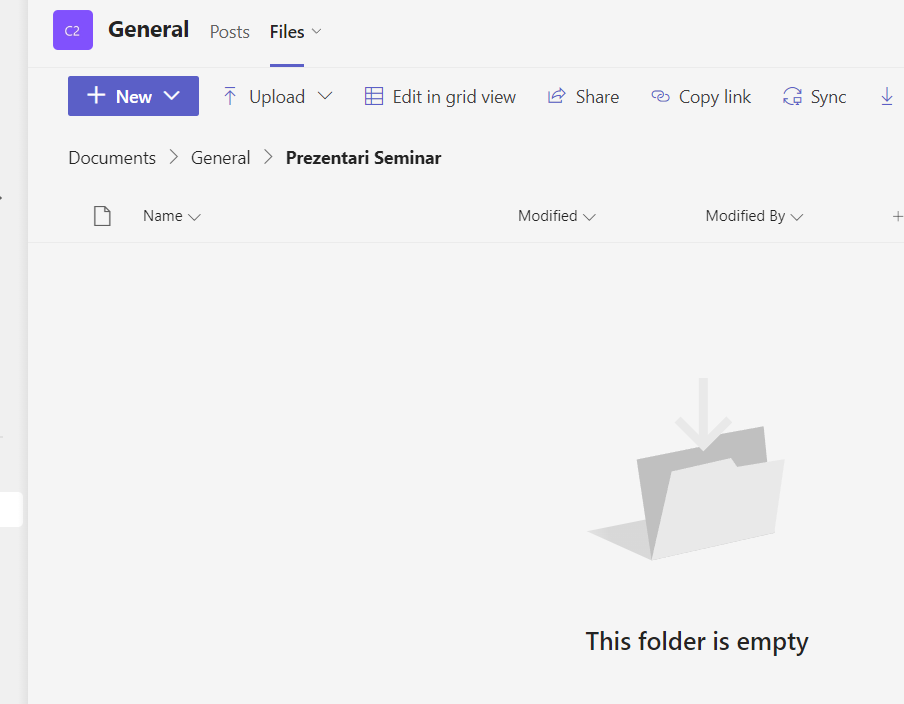 C2 General Posts Files
New Upload Edit in grid view Share Copy link Sync
Documents General Prezentari Seminar
Name Modified Modified By
This folder is empty